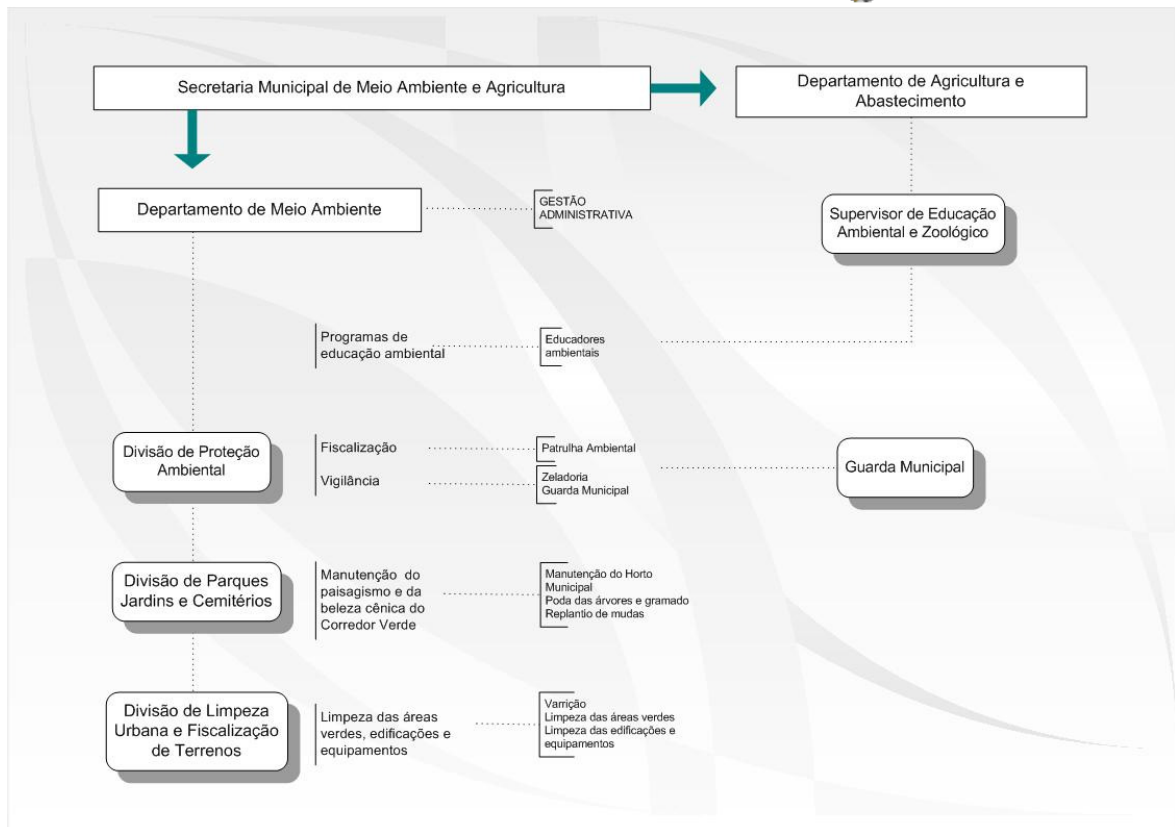 Secretaria Municipal de Meio Ambiente e Agricultura
Departamento de Agricultura e
Abastecimento
Departamento de Meio Ambiente
GESTÃO
ADMINISTRATIVA
Supervisor de Educação
Ambiental e Zoológico
Programas de
educação ambiental
Educadores
ambientais
Divisão de Proteção
Ambiental
Fiscalização
Patrulha Ambiental
Vigilância
Zeladoria
Guarda Municipal
Guarda Municipal
Divisão de Parques
Jardins e Cemitérios
Manutenção do
paisagismo e da
beleza cênica do
Corredor Verde
Manutenção do Horto
Municipal
Poda das árvores e gramado
Replantio de mudas
Divisão de Limpeza
Urbana e Fiscalização
de Terrenos
Limpeza das áreas
verdes, edificações e
equipamentos
Varrição
Limpeza das áreas verdes
Limpeza das edificações e
equipamentos